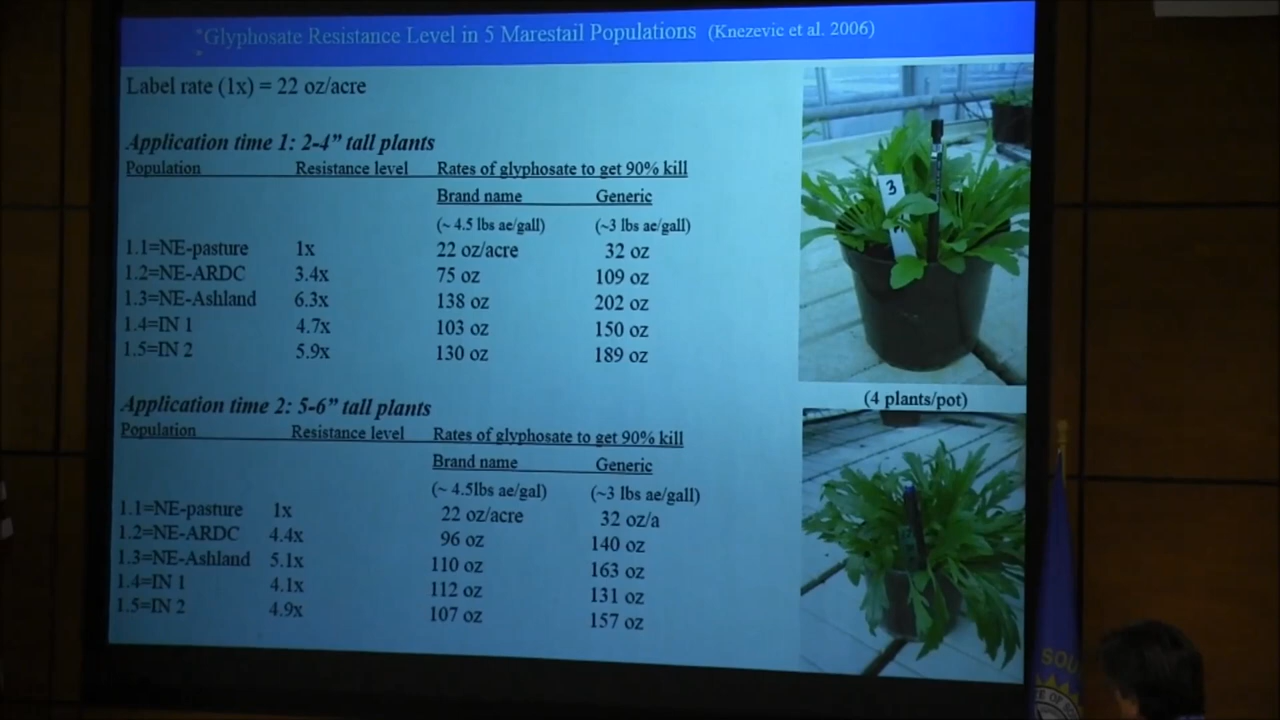 *Glyphosate Resistance Level in 5 Marestail Populations (Knezevic et al. 2006)
Label rate (1x) = 22 oz/acre
Application time 1: 2-4” tall plants
Population Resistance level Rates of glyphosate to get 90% kill
Brand name Generic
(~ 4.5 lbs ae/gall) (~3 lbs ae/gall)
1.1=NE-pasture 1x 22 oz/acre 32 oz
1.2=NE-ARDC 3.4x 75 oz 109 oz
1.3=NE-Ashland 6.3x 138 oz 202 oz
1.4=IN 1 4.7x 103 oz 150 oz
1.5=IN 2 5.9x 130 oz 189 oz
3
(4 plants/pot)
Application time 2: 5-6” tall plants
Population Resistance level Rates of glyphosate to get 90% kill
Brand name Generic
(~ 4.5lbs ae/gal) (~3 lbs ae/gall)
1.1=NE-pasture 1x 22 oz/acre 32 oz/a
1.2=NE-ARDC 4.4x 96 oz 140 oz
1.3=NE-Ashland 5.1x 110 oz 163 oz
1.4=IN 1 4.1x 112 oz 131 oz
1.5=IN 2 4.9x 107 oz 157 oz
SOU